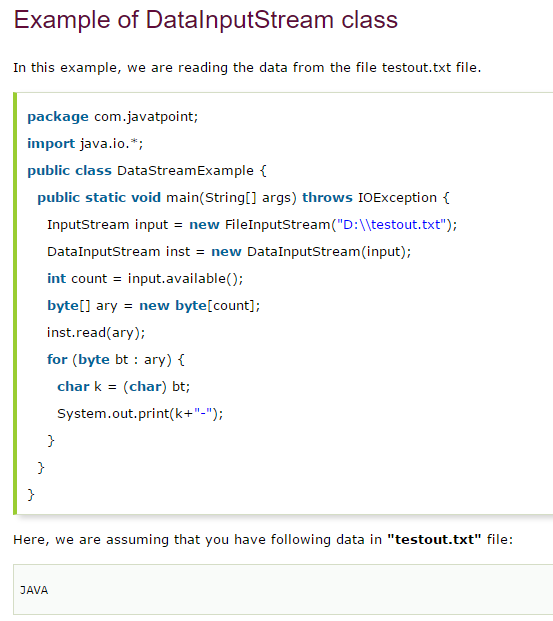 Example of DataInputStream class
In this example, we are reading the data from the file testout.txt file.
package com.javatpoint;
import java.io.*;
public class DataStreamExample {
public static void main(String[] args) throws IOException {
InputStream input = new FileInputStream("D:\\testout.txt");
DataInputStream inst = new DataInputStream(input);
int count = input.available();
byte[] ary = new byte[count];
inst.read(ary);
for (byte bt : ary) {
char k = (char) bt;
System.out.print(k+"-");
}
}
}
Here, we are assuming that you have following data in "testout.txt" file:
JAVA